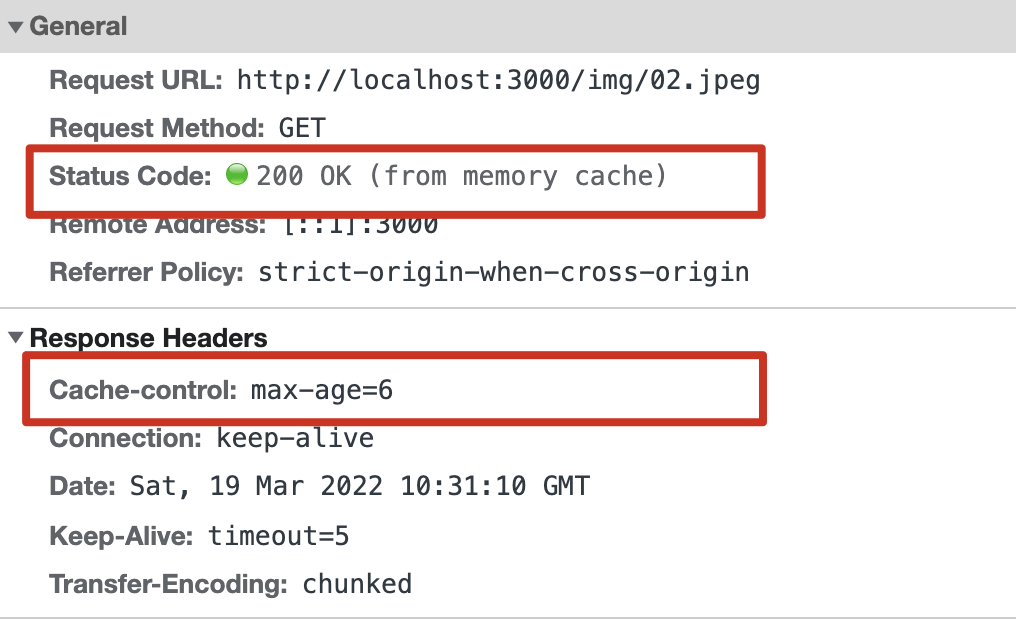 General
Request URL: http://localhost:3000/img/02.jpeg
Request Method: GET
Status Code: 200 OK (from memory cache)
Remote Address: [::1]:3000
Referrer Policy: strict-origin-when-cross-origin
Response Headers
Cache-control: max-age=6
Connection: keep-alive
Date: Sat, 19 Mar 2022 10:31:10 GMT
Keep-Alive: timeout=5
Transfer-Encoding: chunked